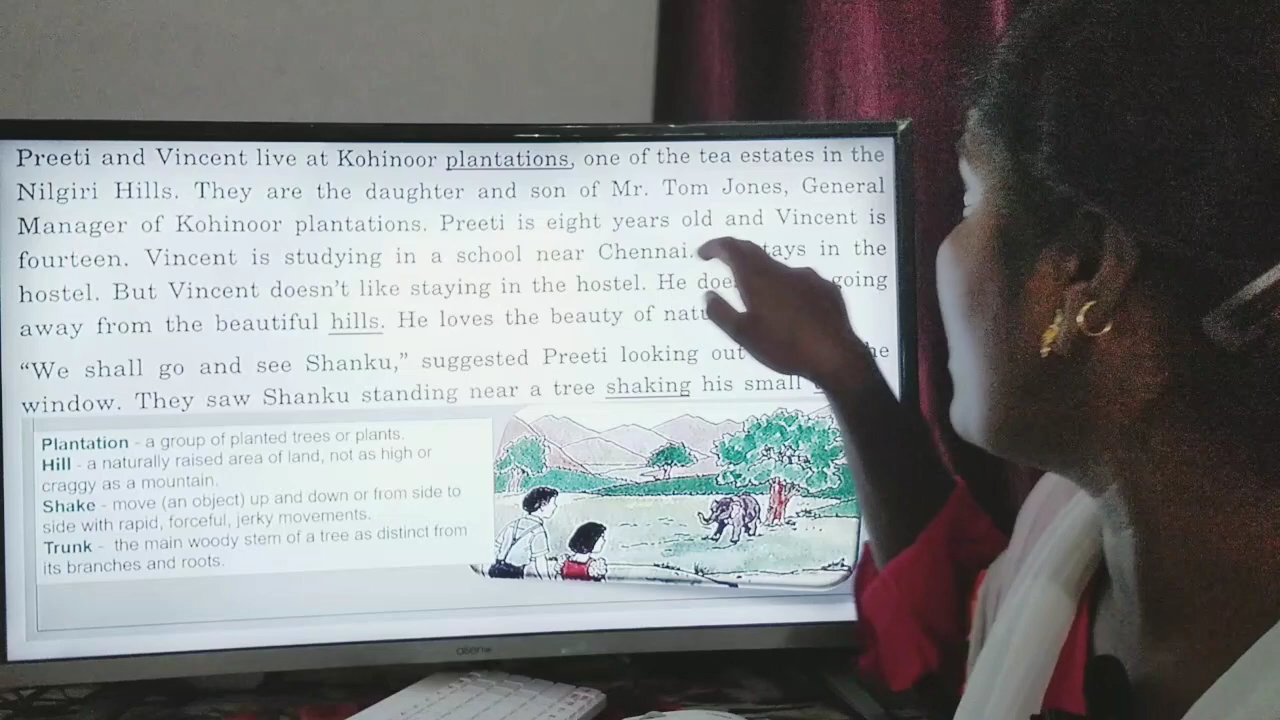 Preeti and Vincent live at Kohinoor plantations, one of the tea estates in the
Nilgiri Hills. They are the daughter and son of Mr. Tom Jones, General
Manager of Kohinoor plantations. Preeti is eight years old and Vincent is
fourteen. Vincent is studying in a school near Chennai. in the
hostel. But Vincent doesn't like staying in the hostel. He going
away from the beautiful hills. He loves the beauty of
“We shall go and see Shanku,” suggested Preeti looking out
window. They saw Shanku standing near a tree shaking his small
Plantation - a group of planted trees or plants.
Hill - a naturally raised area of land, not as high or
craggy as a mountain.
Shake - move (an object) up and down or from side to
side with rapid, forceful, jerky movements.
Trunk - the main woody stem of a tree as distinct from
its branches and roots.